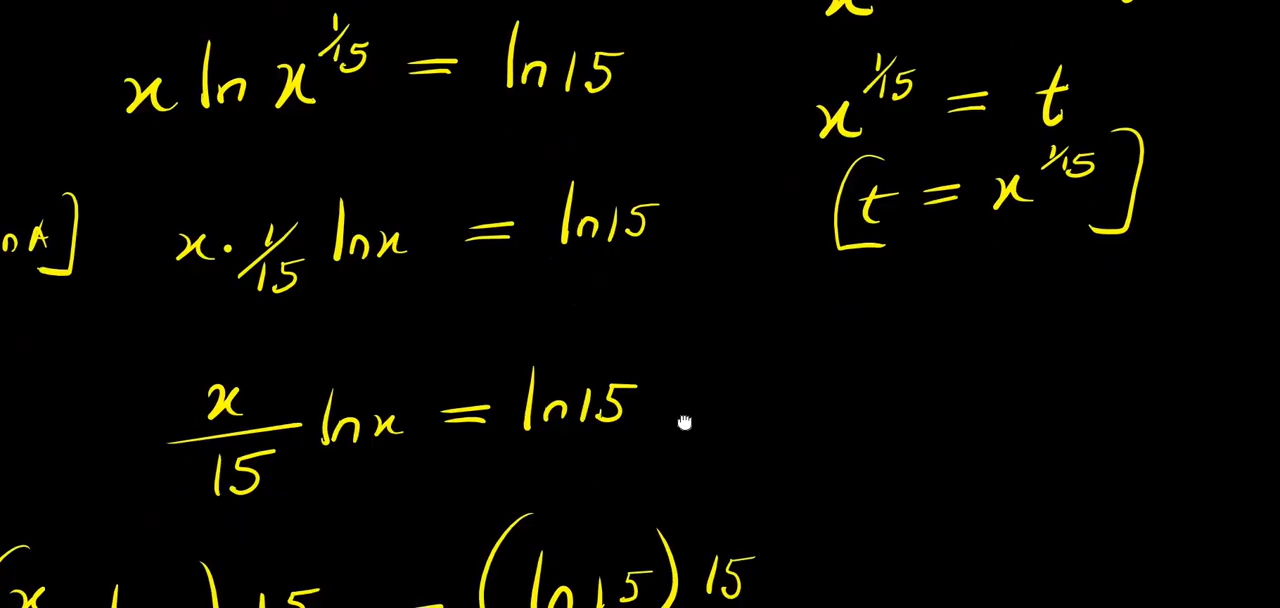 x ln x^{1/15} = ln 15
x^{1/15} = t
[t = x^{1/15}]
x · 1/15 ln x = ln 15
x/15 ln x = ln 15
(ln 15) 15